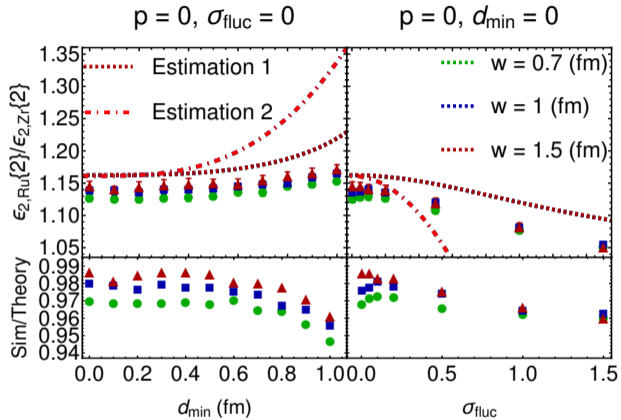 p = 0, σfluc = 0
p = 0, dmin = 0
ε2,Ru{2}/ε2,Zr{2}
1.35
1.30
1.25
1.20
1.15
1.10
1.05
Estimation 1
Estimation 2
w = 0.7 (fm)
w = 1 (fm)
w = 1.5 (fm)
Sim/Theory
0.99
0.98
0.97
0.96
0.95
0.94
0.0 0.2 0.4 0.6 0.8 1.0
0.0 0.5 1.0 1.5
dmin (fm)
σfluc